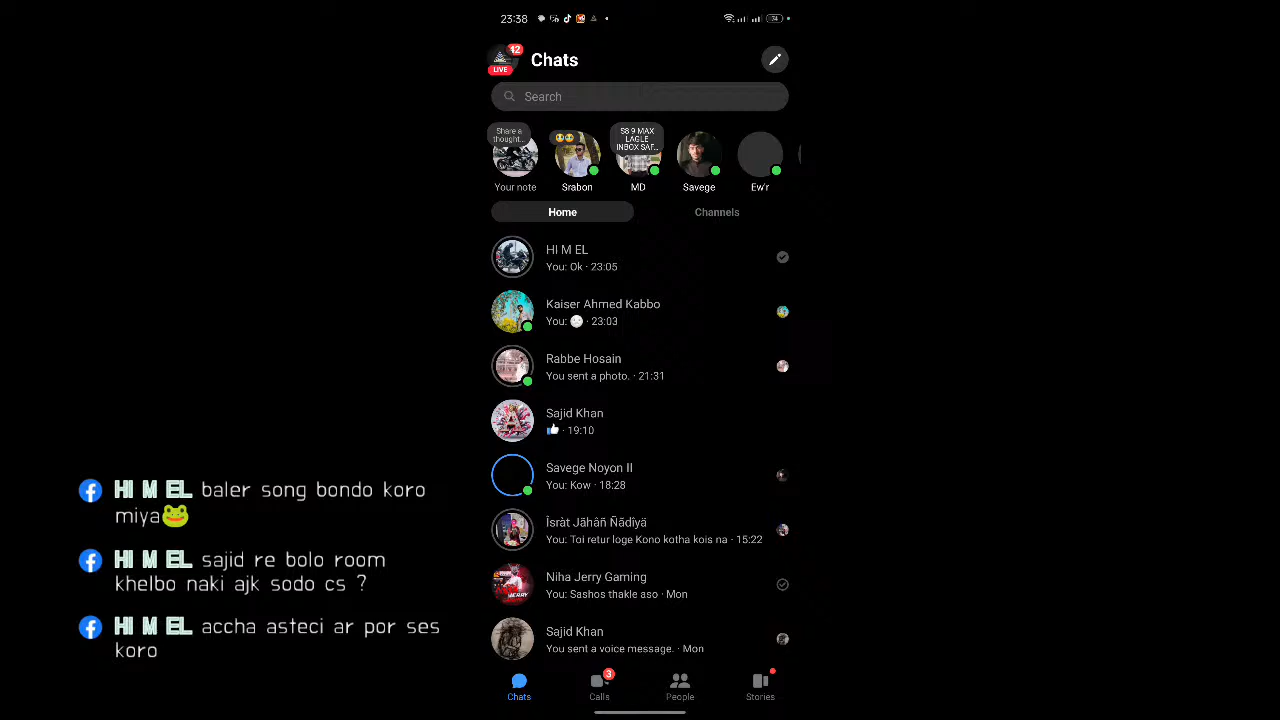 23:38
12
LIVE
Chats
Search
Share a
thought...
S8 9 MAX
LAGLE
INBOX SAF...
Your note
Srabon
MD
Savege
Ew'r
Home
Channels
HI M EL
You: Ok · 23:05
Kaiser Ahmed Kabbo
You: 🙁 · 23:03
Rabbe Hosain
You sent a photo. · 21:31
Sajid Khan
👍 · 19:10
Savege Noyon II
You: Kow · 18:28
Îsràt Jãhâñ Ñãdîÿä
You: Toi retur loge Kono kotha kois na · 15:22
Niha Jerry Gaming
You: Sashos thakle aso · Mon
Sajid Khan
You sent a voice message. · Mon
3
Chats
Calls
People
Stories
HI M EL baler song bondo koro
miya🐸
HI M EL sajid re bolo room
khelbo naki ajk sodo cs ?
HI M EL accha asteci ar por ses
koro